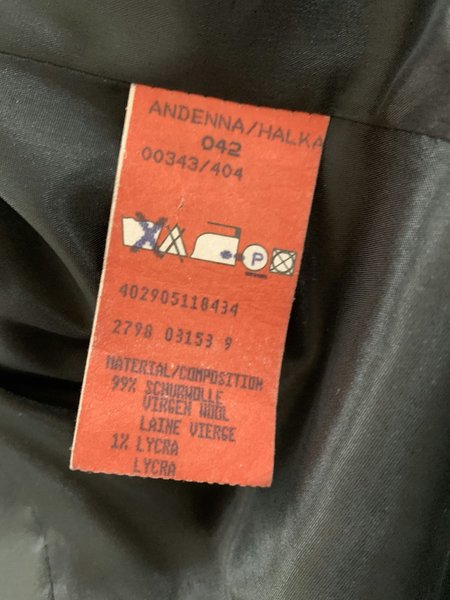 ANDENNA/HALKA
042
00343/404
P
402905118434
2798 03153 9
MATERIAL/COMPOSITION
99% SCHURWOLLE
VIRGEN WOOL
LAINE VIERGE
1% LYCRA
LYCRA